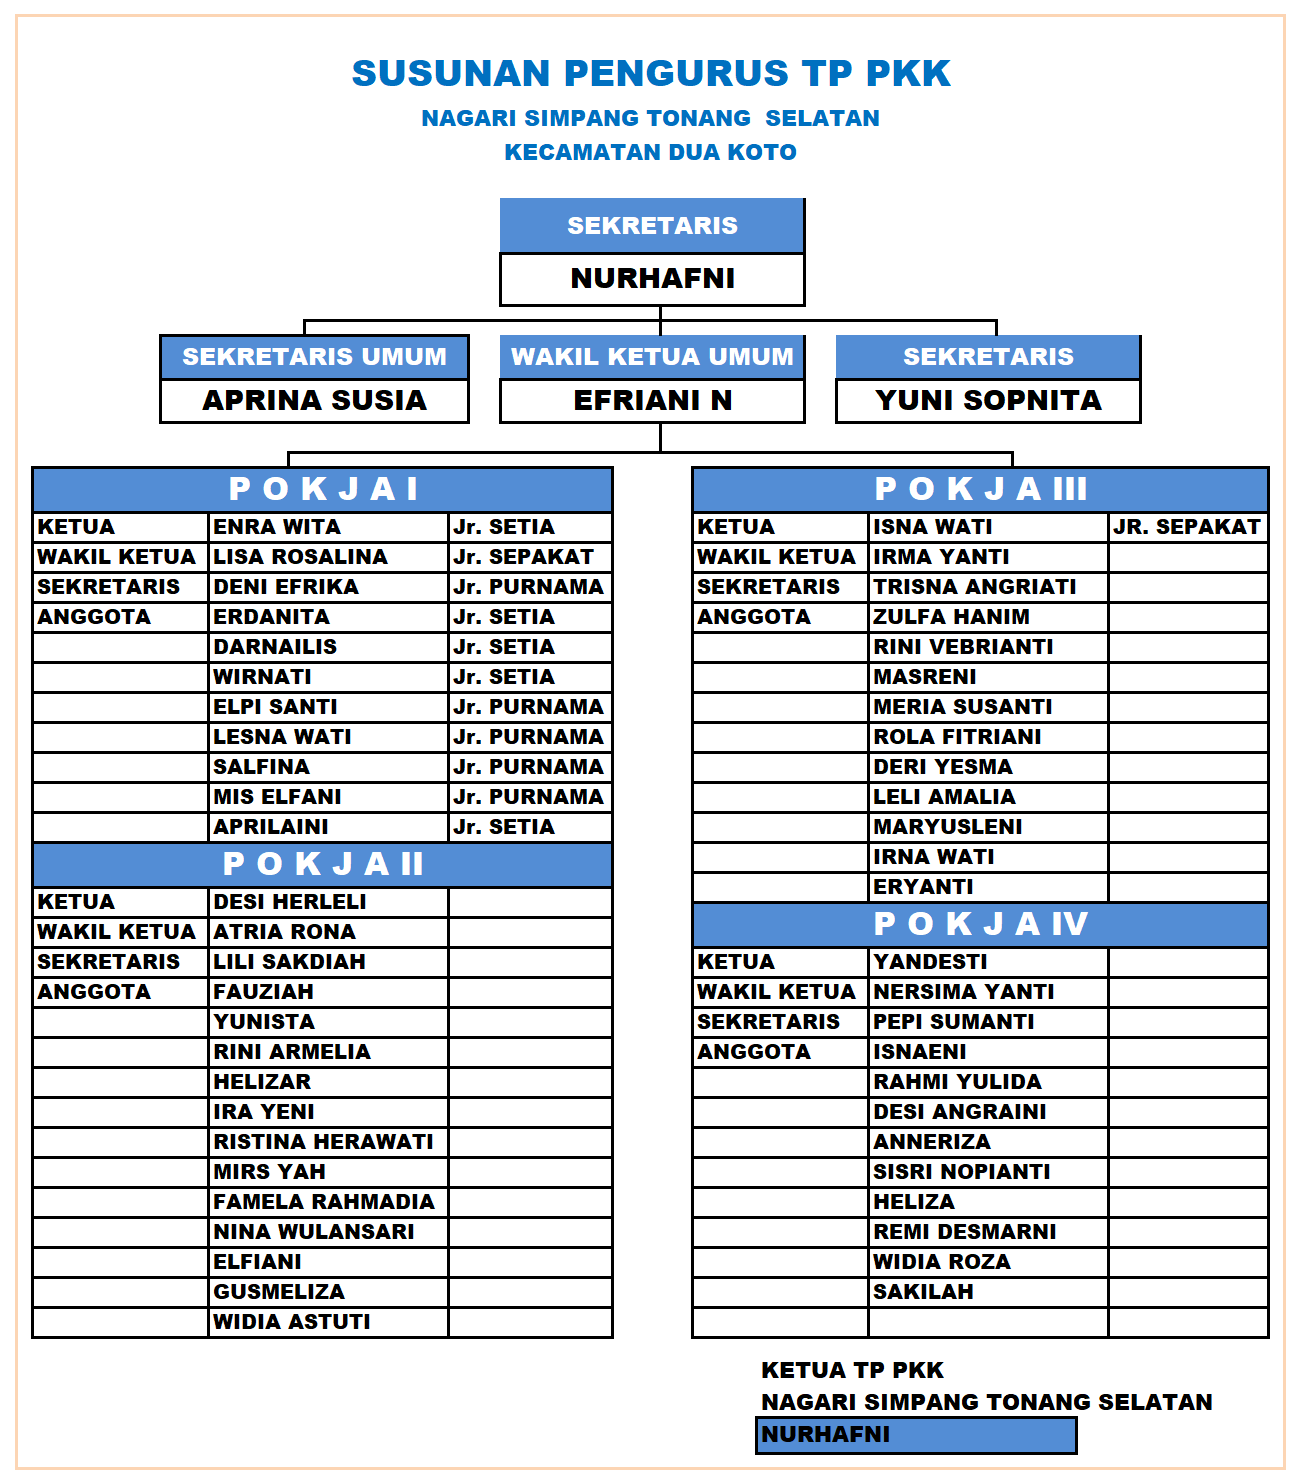 SUSUNAN PENGURUS TP PKK
NAGARI SIMPANG TONANG  SELATAN
KECAMATAN DUA KOTO
SEKRETARIS
NURHAFNI
SEKRETARIS UMUM
APRINA SUSIA
WAKIL KETUA UMUM
EFRIANI N
SEKRETARIS
YUNI SOPNITA
P O K J A I
KETUA ENRA WITA Jr. SETIA
WAKIL KETUA LISA ROSALINA Jr. SEPAKAT
SEKRETARIS DENI EFRIKA Jr. PURNAMA
ANGGOTA ERDANITA Jr. SETIA
DARNAILIS Jr. SETIA
WIRNATI Jr. SETIA
ELPI SANTI Jr. PURNAMA
LESNA WATI Jr. PURNAMA
SALFINA Jr. PURNAMA
MIS ELFANI Jr. PURNAMA
APRILAINI Jr. SETIA
P O K J A II
KETUA DESI HERLELI
WAKIL KETUA ATRIA RONA
SEKRETARIS LILI SAKDIAH
ANGGOTA FAUZIAH
YUNISTA
RINI ARMELIA
HELIZAR
IRA YENI
RISTINA HERAWATI
MIRS YAH
FAMELA RAHMADIA
NINA WULANSARI
ELFIANI
GUSMELIZA
WIDIA ASTUTI
P O K J A III
KETUA ISNA WATI JR. SEPAKAT
WAKIL KETUA IRMA YANTI
SEKRETARIS TRISNA ANGRIATI
ANGGOTA ZULFA HANIM
RINI VEBRIANTI
MASRENI
MERIA SUSANTI
ROLA FITRIANI
DERI YESMA
LELI AMALIA
MARYUSLENI
IRNA WATI
ERYANTI
P O K J A IV
KETUA YANDESTI
WAKIL KETUA NERSIMA YANTI
SEKRETARIS PEPI SUMANTI
ANGGOTA ISNAENI
RAHMI YULIDA
DESI ANGRAINI
ANNERIZA
SISRI NOPIANTI
HELIZA
REMI DESMARNI
WIDIA ROZA
SAKILAH
KETUA TP PKK
NAGARI SIMPANG TONANG SELATAN
NURHAFNI